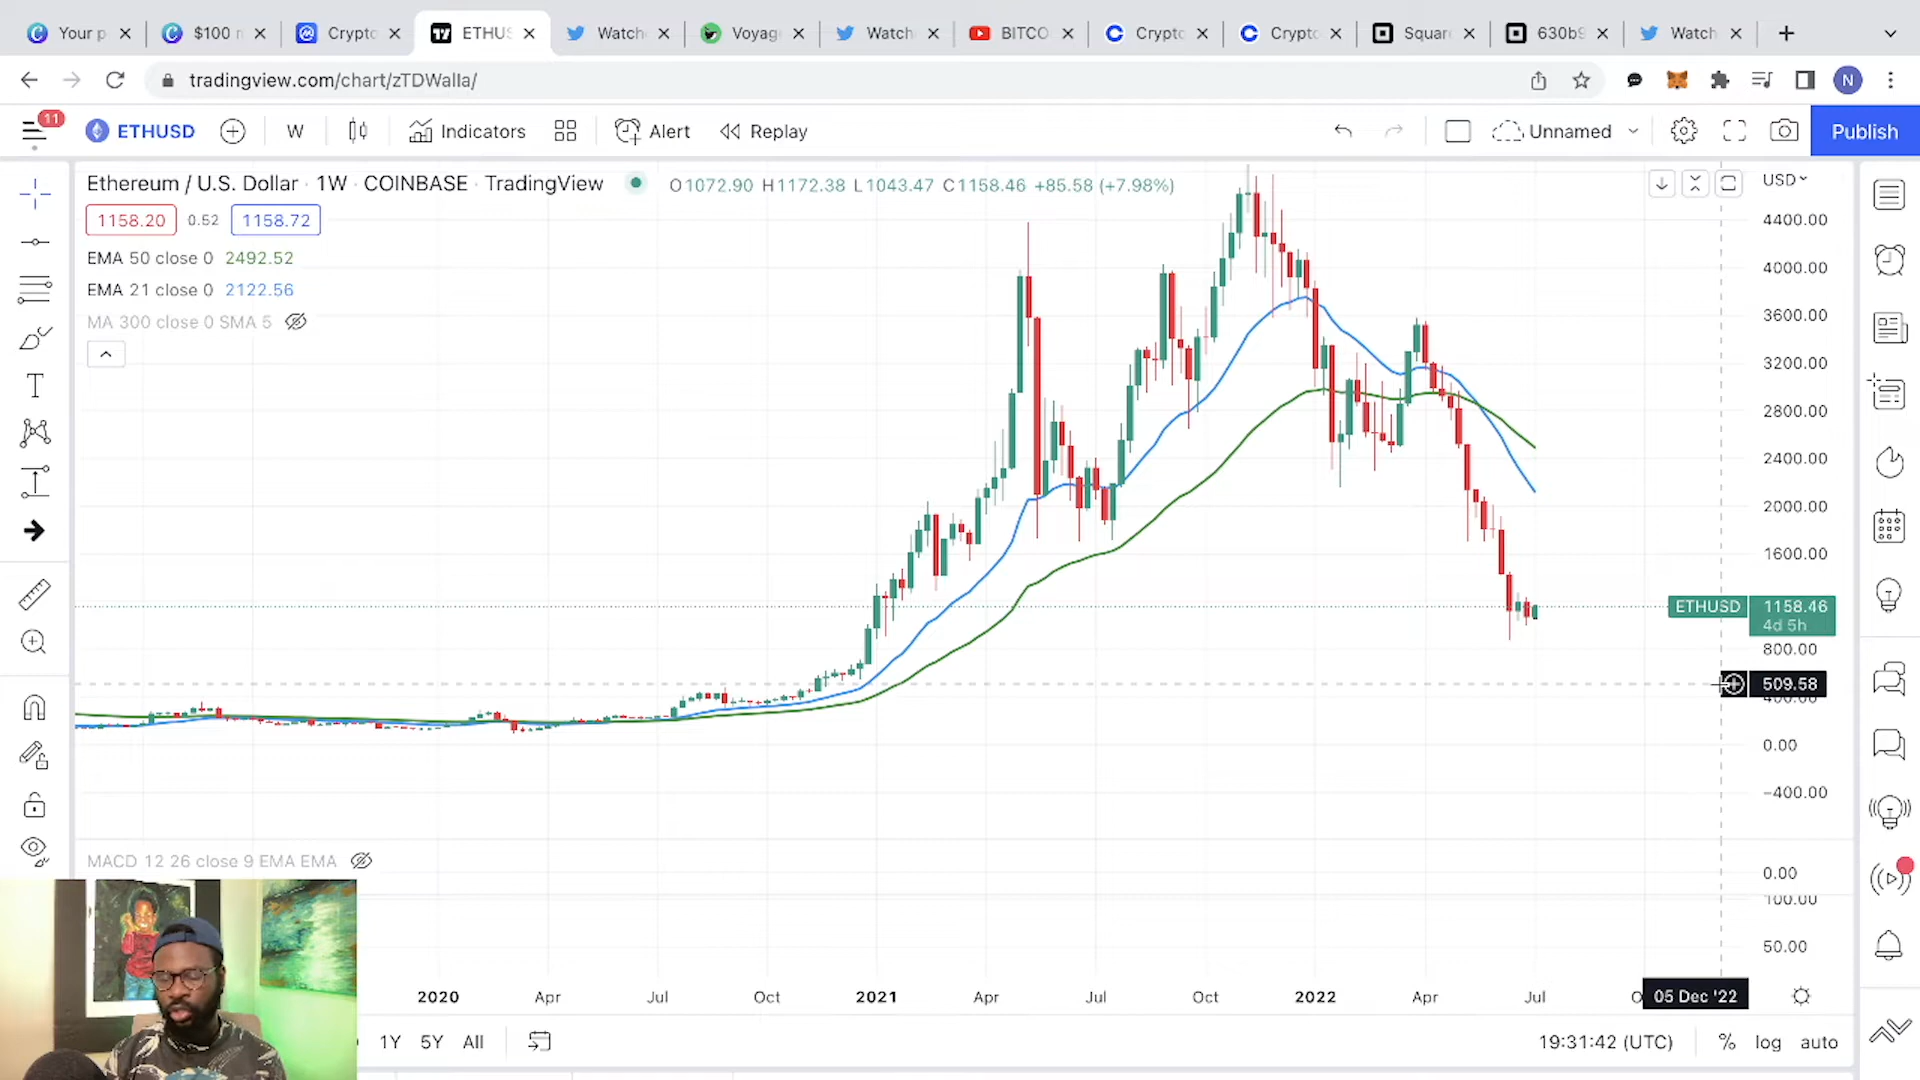 Your p
$100 r
Crypto
ETHUS
Watch
Voyag
Watch
BITCO
Crypto
Crypto
Squar
630b9
Watch
tradingview.com/chart/zTDWalla/
N
11
ETHUSD
W
Indicators
Alert
Replay
Unnamed
Publish
Ethereum / U.S. Dollar · 1W · COINBASE · TradingView
O1072.90 H1172.38 L1043.47 C1158.46 +85.58 (+7.98%)
USD
1158.20 0.52 1158.72
EMA 50 close 0 2492.52
EMA 21 close 0 2122.56
MA 300 close 0 SMA 5
4400.00
4000.00
3600.00
3200.00
2800.00
2400.00
2000.00
1600.00
ETHUSD 1158.46
4d 5h
800.00
509.58
400.00
0.00
−400.00
MACD 12 26 close 9 EMA EMA
0.00
100.00
50.00
2020 Apr Jul Oct 2021 Apr Jul Oct 2022 Apr Jul O 05 Dec '22
1Y 5Y All
19:31:42 (UTC) % log auto